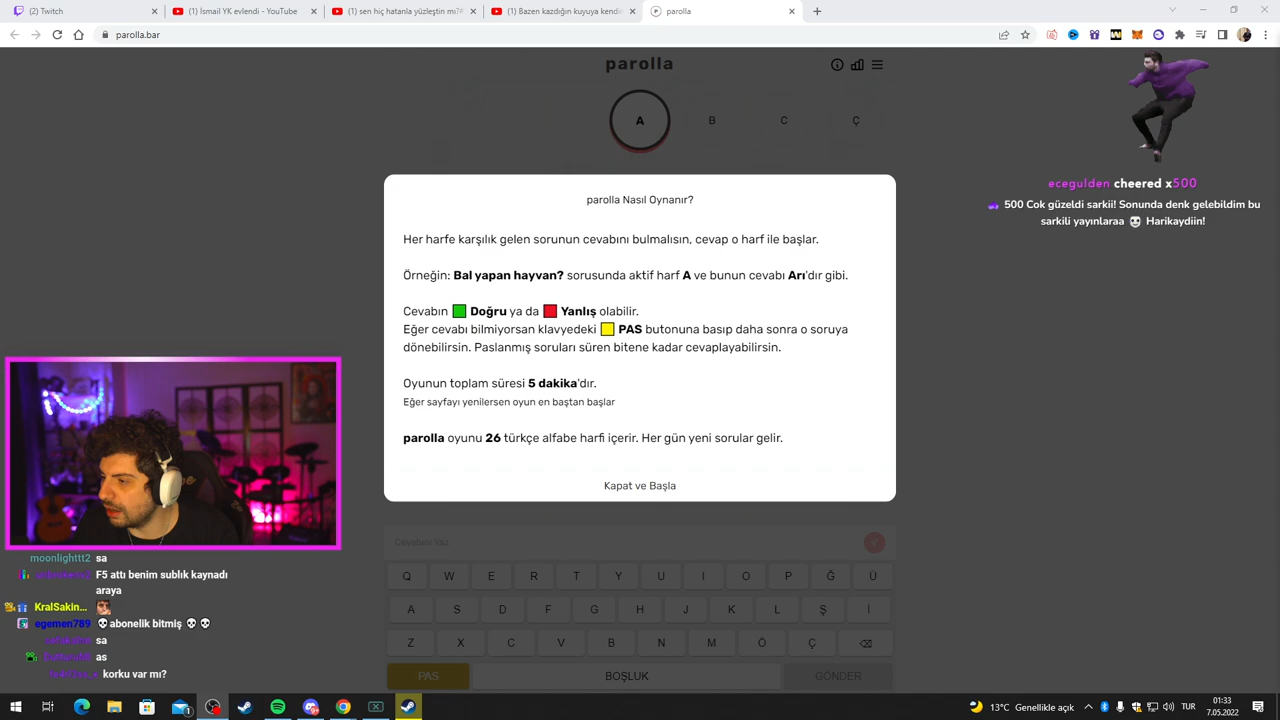 (2) Twitch
(1) İsmail YK evlendi - YouTube
(1) sen hiç hatanla yüzleştin mi?#
(1) Bazen kazdığın kuyuya kendi
parolla
parolla.bar
parolla
A
B
C
Ç
ecegulden cheered x500
500 Cok güzeldi sarkii! Sonunda denk gelebildim bu
sarkili yayınlaraa Harikaydiin!
parolla Nasıl Oynanır?
Her harfe karşılık gelen sorunun cevabını bulmalısın, cevap o harf ile başlar.
Örneğin: Bal yapan hayvan? sorusunda aktif harf A ve bunun cevabı Arı'dır gibi.
Cevabın Doğru ya da Yanlış olabilir.
Eğer cevabı bilmiyorsan klavyedeki PAS butonuna basıp daha sonra o soruya
dönebilirsin. Paslanmış soruları süren bitene kadar cevaplayabilirsin.
Oyunun toplam süresi 5 dakika'dır.
Eğer sayfayı yenilersen oyun en baştan başlar
parolla oyunu 26 türkçe alfabe harfi içerir. Her gün yeni sorular gelir.
Kapat ve Başla
Cevabını Yaz
Q W E R T Y U I O P Ğ Ü
A S D F G H J K L Ş İ
Z X C V B N M Ö Ç
PAS BOŞLUK GÖNDER
moonlighttt2 sa
F5 attı benim sublık kaynadı
araya
KralSakin...
egemen789 abonelik bitmiş
sa
as
korku var mı?
1
13°C Genellikle açık
TUR
01:33
7.05.2022